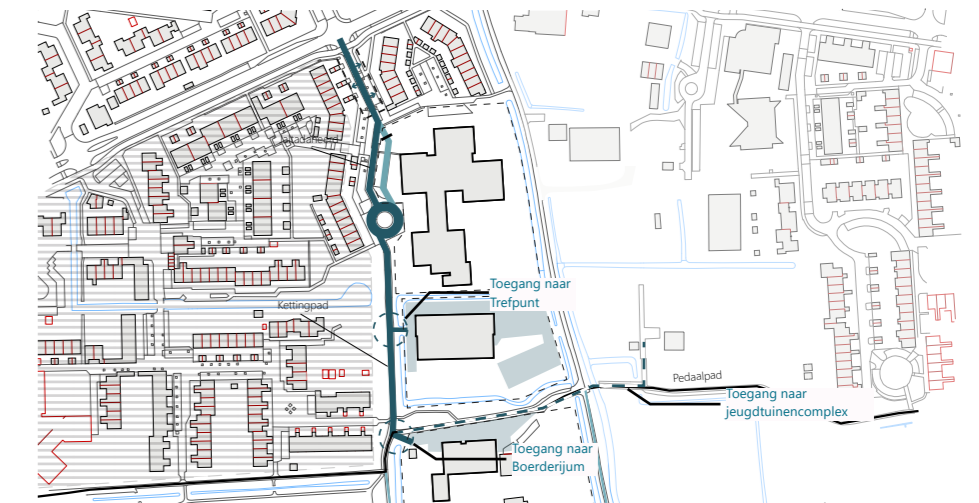 Toegang naar
Trefpunt
Kettingpad
Pedaalpad
Toegang naar
jeugdtuinencomplex
Toegang naar
Boerderijum